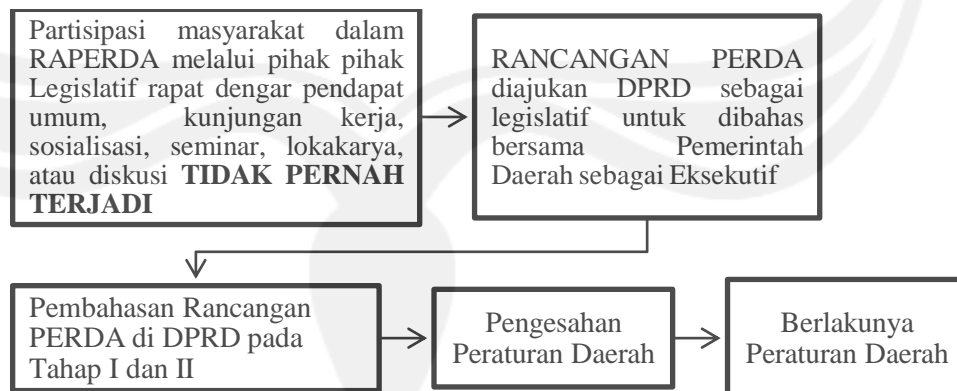 Partisipasi masyarakat dalam
RAPERDA melalui pihak pihak
Legislatif rapat dengar pendapat
umum, kunjungan kerja,
sosialisasi, seminar, lokakarya,
atau diskusi TIDAK PERNAH
TERJADI
RANCANGAN PERDA
diajukan DPRD sebagai
legislatif untuk dibahas
bersama Pemerintah
Daerah sebagai Eksekutif
Pembahasan Rancangan
PERDA di DPRD pada
Tahap I dan II
Pengesahan
Peraturan Daerah
Berlakunya
Peraturan Daerah